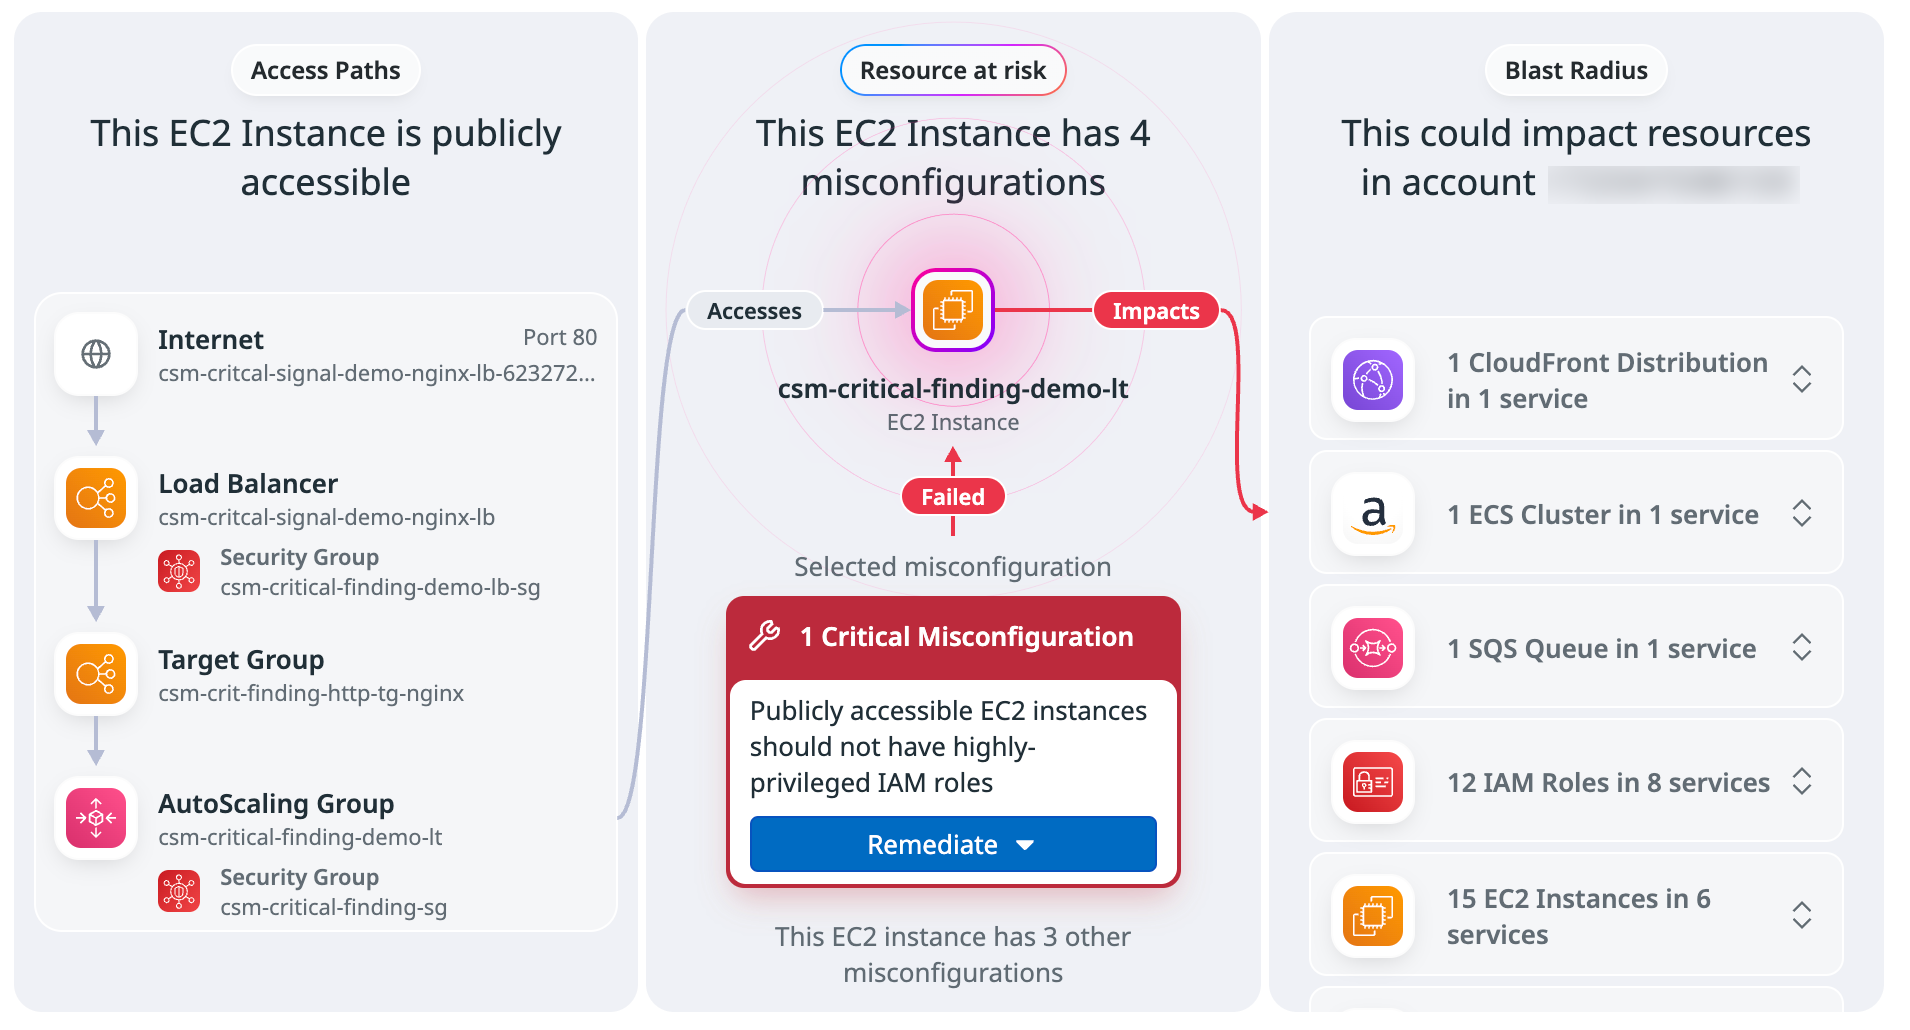 Access Paths
This EC2 Instance is publicly
accessible
Internet
Port 80
csm-critcal-signal-demo-nginx-lb-623272...
Load Balancer
csm-critcal-signal-demo-nginx-lb
Security Group
csm-critical-finding-demo-lb-sg
Target Group
csm-crit-finding-http-tg-nginx
AutoScaling Group
csm-critical-finding-demo-lt
Security Group
csm-critical-finding-sg
Resource at risk
This EC2 Instance has 4
misconfigurations
Accesses
Impacts
csm-critical-finding-demo-lt
EC2 Instance
Failed
Selected misconfiguration
1 Critical Misconfiguration
Publicly accessible EC2 instances
should not have highly-
privileged IAM roles
Remediate
This EC2 instance has 3 other
misconfigurations
Blast Radius
This could impact resources
in account
1 CloudFront Distribution
in 1 service
a
1 ECS Cluster in 1 service
1 SQS Queue in 1 service
12 IAM Roles in 8 services
15 EC2 Instances in 6
services